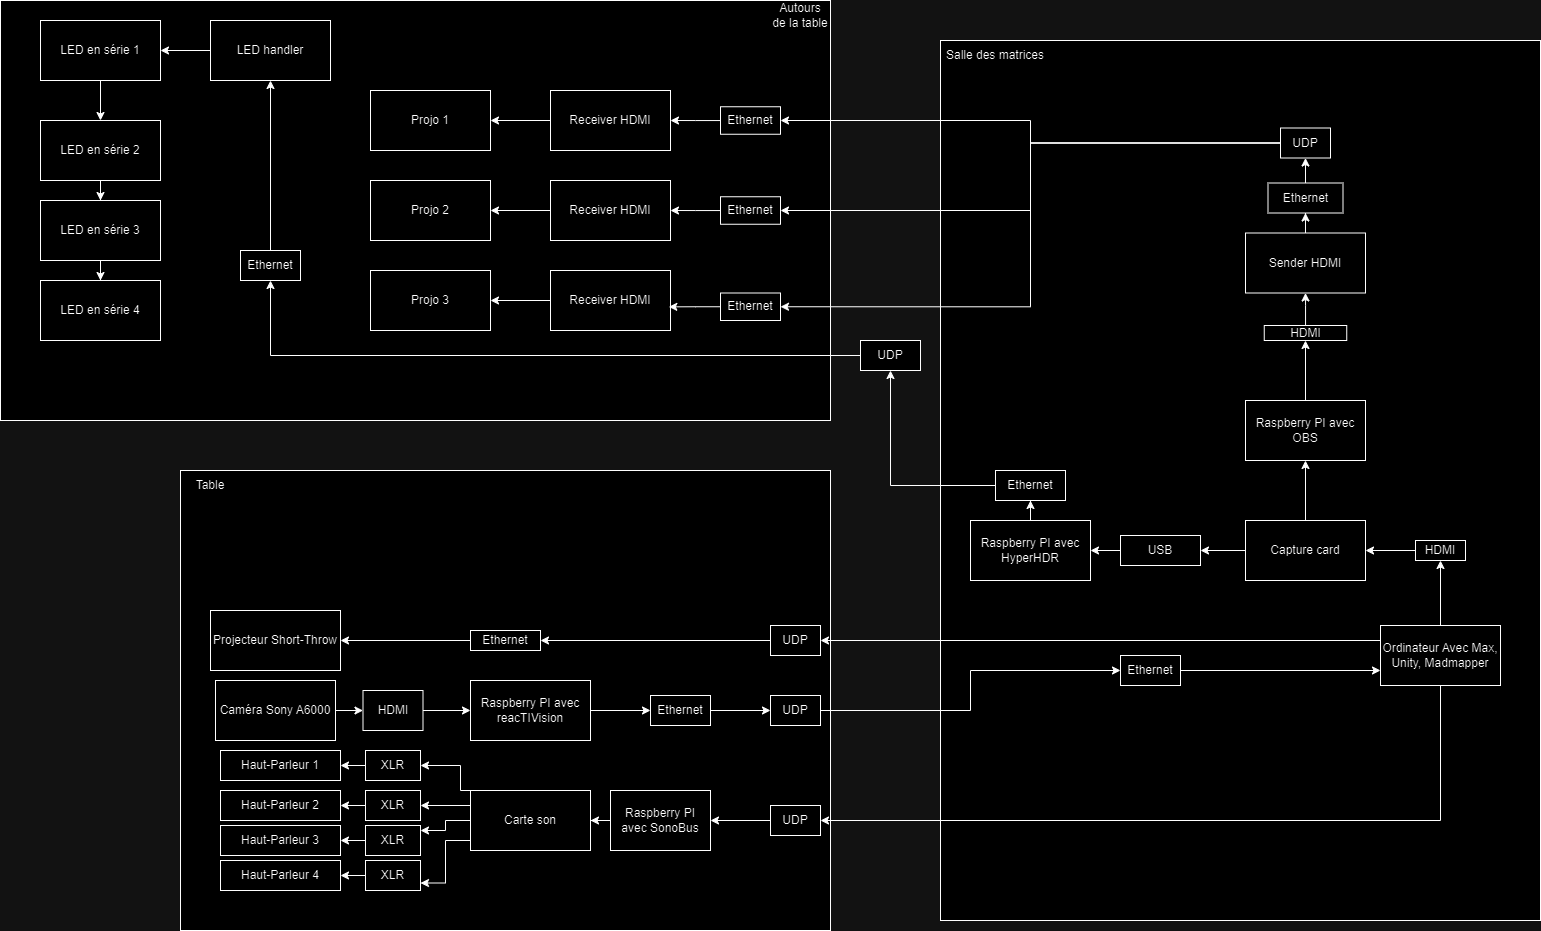 Autours
de la table
LED en série 1
LED handler
LED en série 2
LED en série 3
LED en série 4
Ethernet
Projo 1
Receiver HDMI
Ethernet
Projo 2
Receiver HDMI
Ethernet
Projo 3
Receiver HDMI
Ethernet
UDP
Salle des matrices
UDP
Ethernet
Sender HDMI
HDMI
Raspberry PI avec
OBS
Ethernet
Raspberry PI avec
HyperHDR
USB
Capture card
HDMI
Ordinateur Avec Max,
Unity, Madmapper
Ethernet
Table
Projecteur Short-Throw
Ethernet
UDP
Caméra Sony A6000
HDMI
Raspberry PI avec
reacTIVision
Ethernet
UDP
Haut-Parleur 1
XLR
Haut-Parleur 2
XLR
Haut-Parleur 3
XLR
Haut-Parleur 4
XLR
Carte son
Raspberry PI
avec SonoBus
UDP